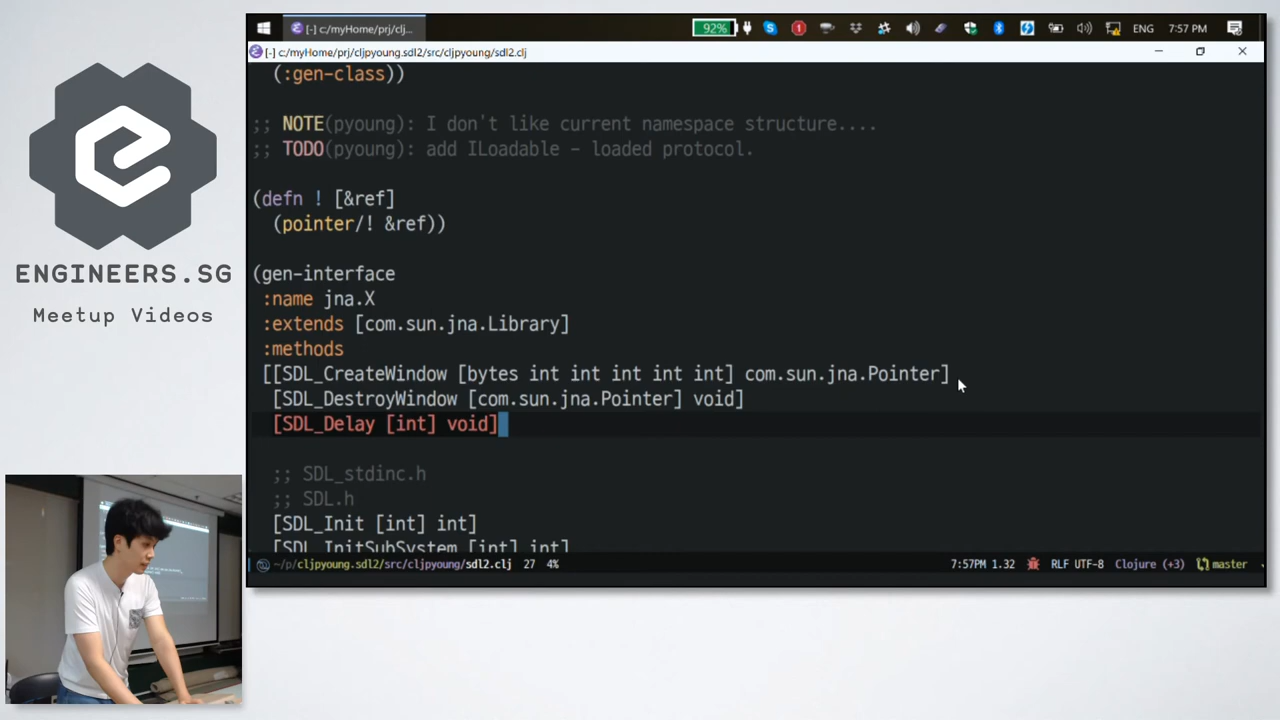 92%
ENG
7:57 PM
[-] c:/myHome/prj/clj...
[-] c:/myHome/prj/cljpyoung.sdl2/src/cljpyoung/sdl2.clj
(:gen-class))
;; NOTE(pyoung): I don't like current namespace structure....
;; TODO(pyoung): add ILoadable - loaded protocol.
(defn ! [&ref]
(pointer/! &ref))
(gen-interface
:name jna.X
:extends [com.sun.jna.Library]
:methods
[[SDL_CreateWindow [bytes int int int int int] com.sun.jna.Pointer]
[SDL_DestroyWindow [com.sun.jna.Pointer] void]
[SDL_Delay [int] void]
;; SDL_stdinc.h
;; SDL.h
[SDL_Init [int] int]
[SDL_InitSubSystem [int] int]
~/p/cljpyoung.sdl2/src/cljpyoung/sdl2.clj 27 4%
7:57PM 1.32
RLF UTF-8 Clojure (+3)
master
ENGINEERS.SG
Meetup Videos